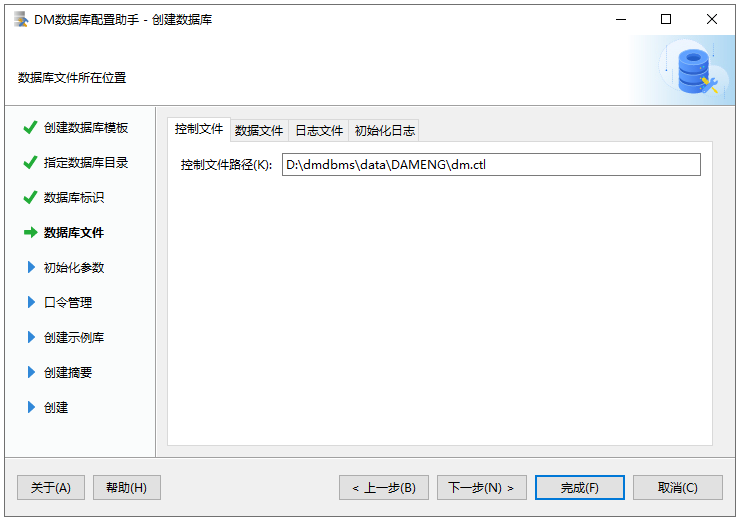 DM数据库配置助手 - 创建数据库
数据库文件所在位置
创建数据库模板
指定数据库目录
数据库标识
数据库文件
初始化参数
口令管理
创建示例库
创建摘要
创建
控制文件 数据文件 日志文件 初始化日志
控制文件路径(K): D:\dmdbms\data\DAMENG\dm.ctl
关于(A) 帮助(H) < 上一步(B) 下一步(N) > 完成(F) 取消(C)